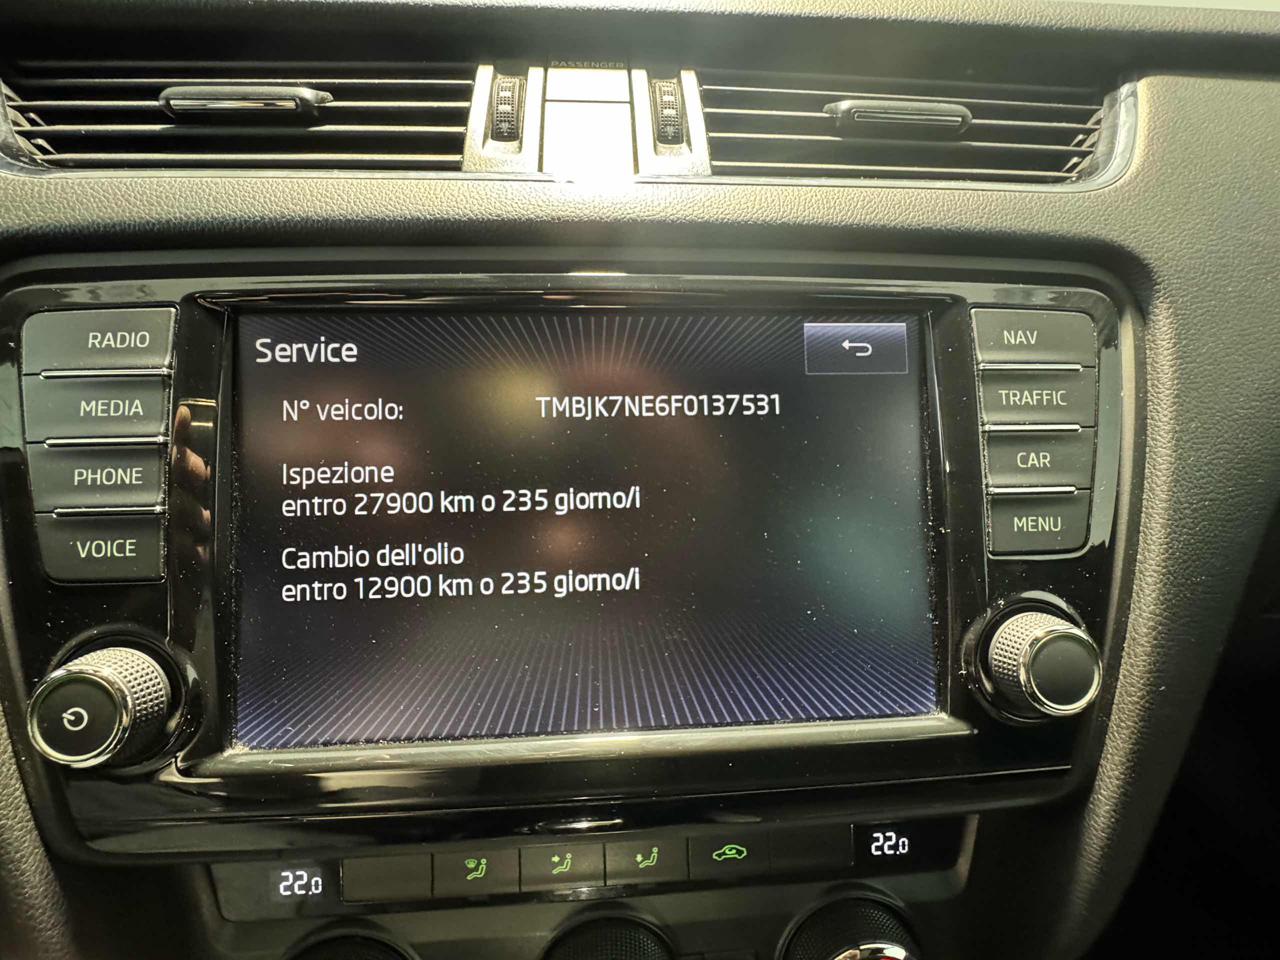 PASSENGER
RADIO
MEDIA
PHONE
VOICE
Service
N° veicolo: TMBJK7NE6F0137531
Ispezione
entro 27900 km o 235 giorno/i
Cambio dell'olio
entro 12900 km o 235 giorno/i
NAV
TRAFFIC
CAR
MENU
22.0
22.0